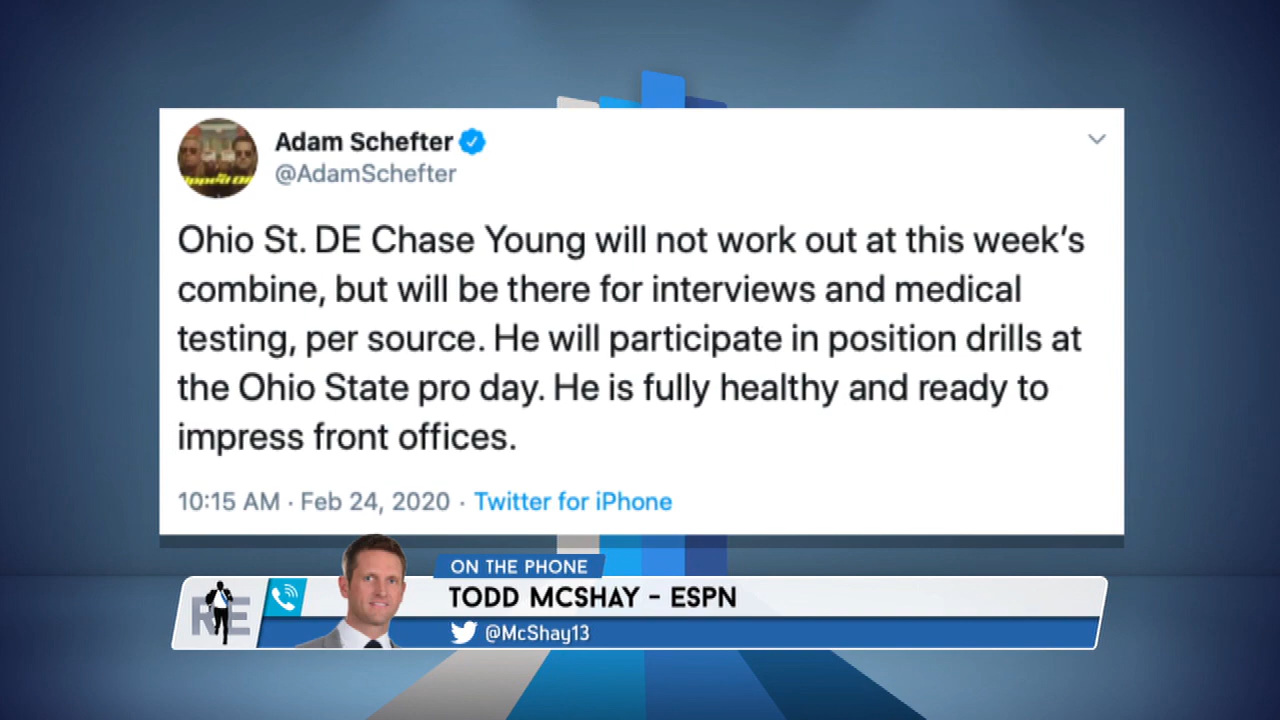 Adam Schefter
@AdamSchefter
Ohio St. DE Chase Young will not work out at this week's
combine, but will be there for interviews and medical
testing, per source. He will participate in position drills at
the Ohio State pro day. He is fully healthy and ready to
impress front offices.
10:15 AM · Feb 24, 2020 · Twitter for iPhone
ON THE PHONE
TODD MCSHAY - ESPN
@McShay13
RE